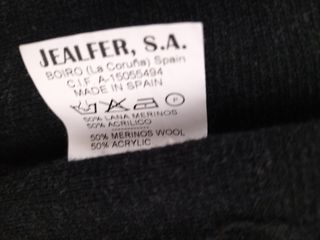 JEALFER, S.A.
BOIRO (La Coruña) Spain
C.I.F. A-15055494
MADE IN SPAIN
P
50% LANA MERINOS
50% ACRILICO
50% MERINOS WOOL
50% ACRYLIC